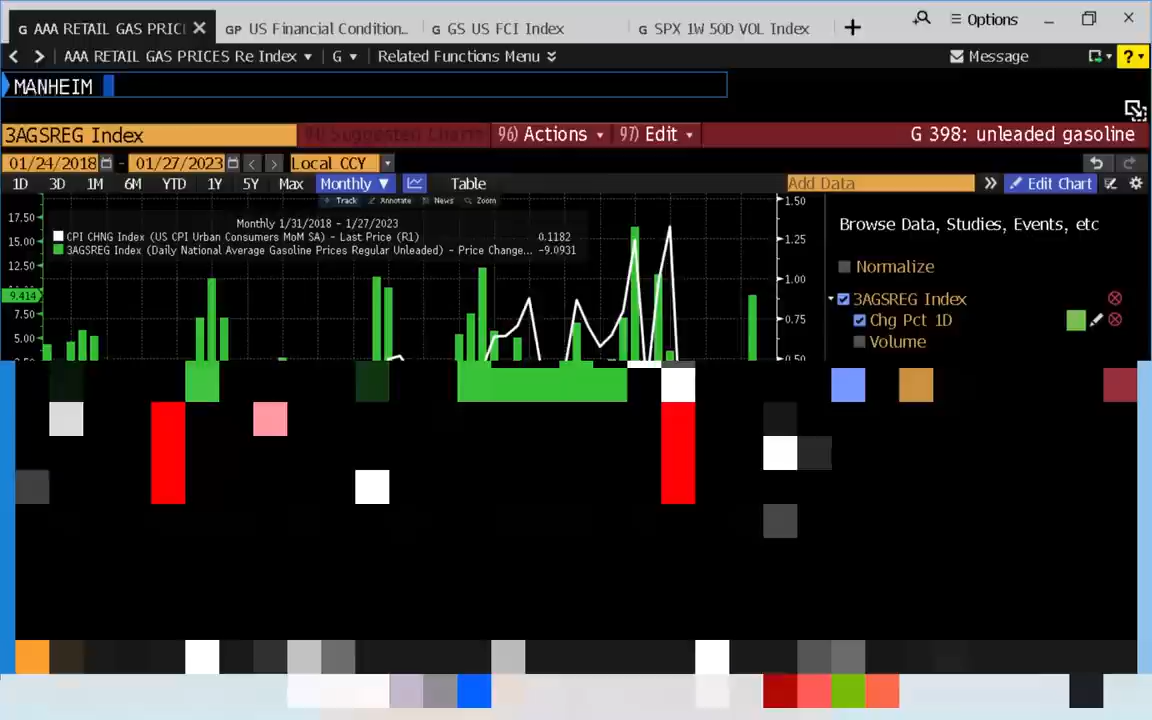 G AAA RETAIL GAS PRIC
GP US Financial Condition..
G GS US FCI Index
G SPX 1W 50D VOL Index
Options
AAA RETAIL GAS PRICES Re Index
G
Related Functions Menu
Message
?
MANHEIM
3AGSREG Index
96) Actions
97) Edit
G 398: unleaded gasoline
01/24/2018 - 01/27/2023
Local CCY
1D 3D 1M 6M YTD 1Y 5Y Max Monthly ▼
Table
Add Data
Edit Chart
Track Annotate News Zoom
Monthly 1/31/2018 - 1/27/2023
CPI CHNG Index (US CPI Urban Consumers MoM SA) - Last Price (R1) 0.1182
3AGSREG Index (Daily National Average Gasoline Prices Regular Unleaded) - Price Change... -9.0931
17.50
15.00
12.50
9.414
7.50
5.00
1.50
1.25
1.00
0.75
0.50
Browse Data, Studies, Events, etc
Normalize
3AGSREG Index
Chg Pct 1D
Volume